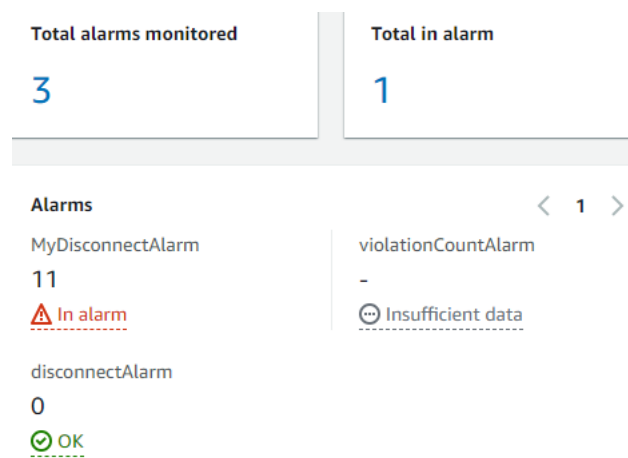 Total alarms monitored
3
Total in alarm
1
Alarms
1
MyDisconnectAlarm
11
In alarm
violationCountAlarm
-
Insufficient data
disconnectAlarm
0
OK